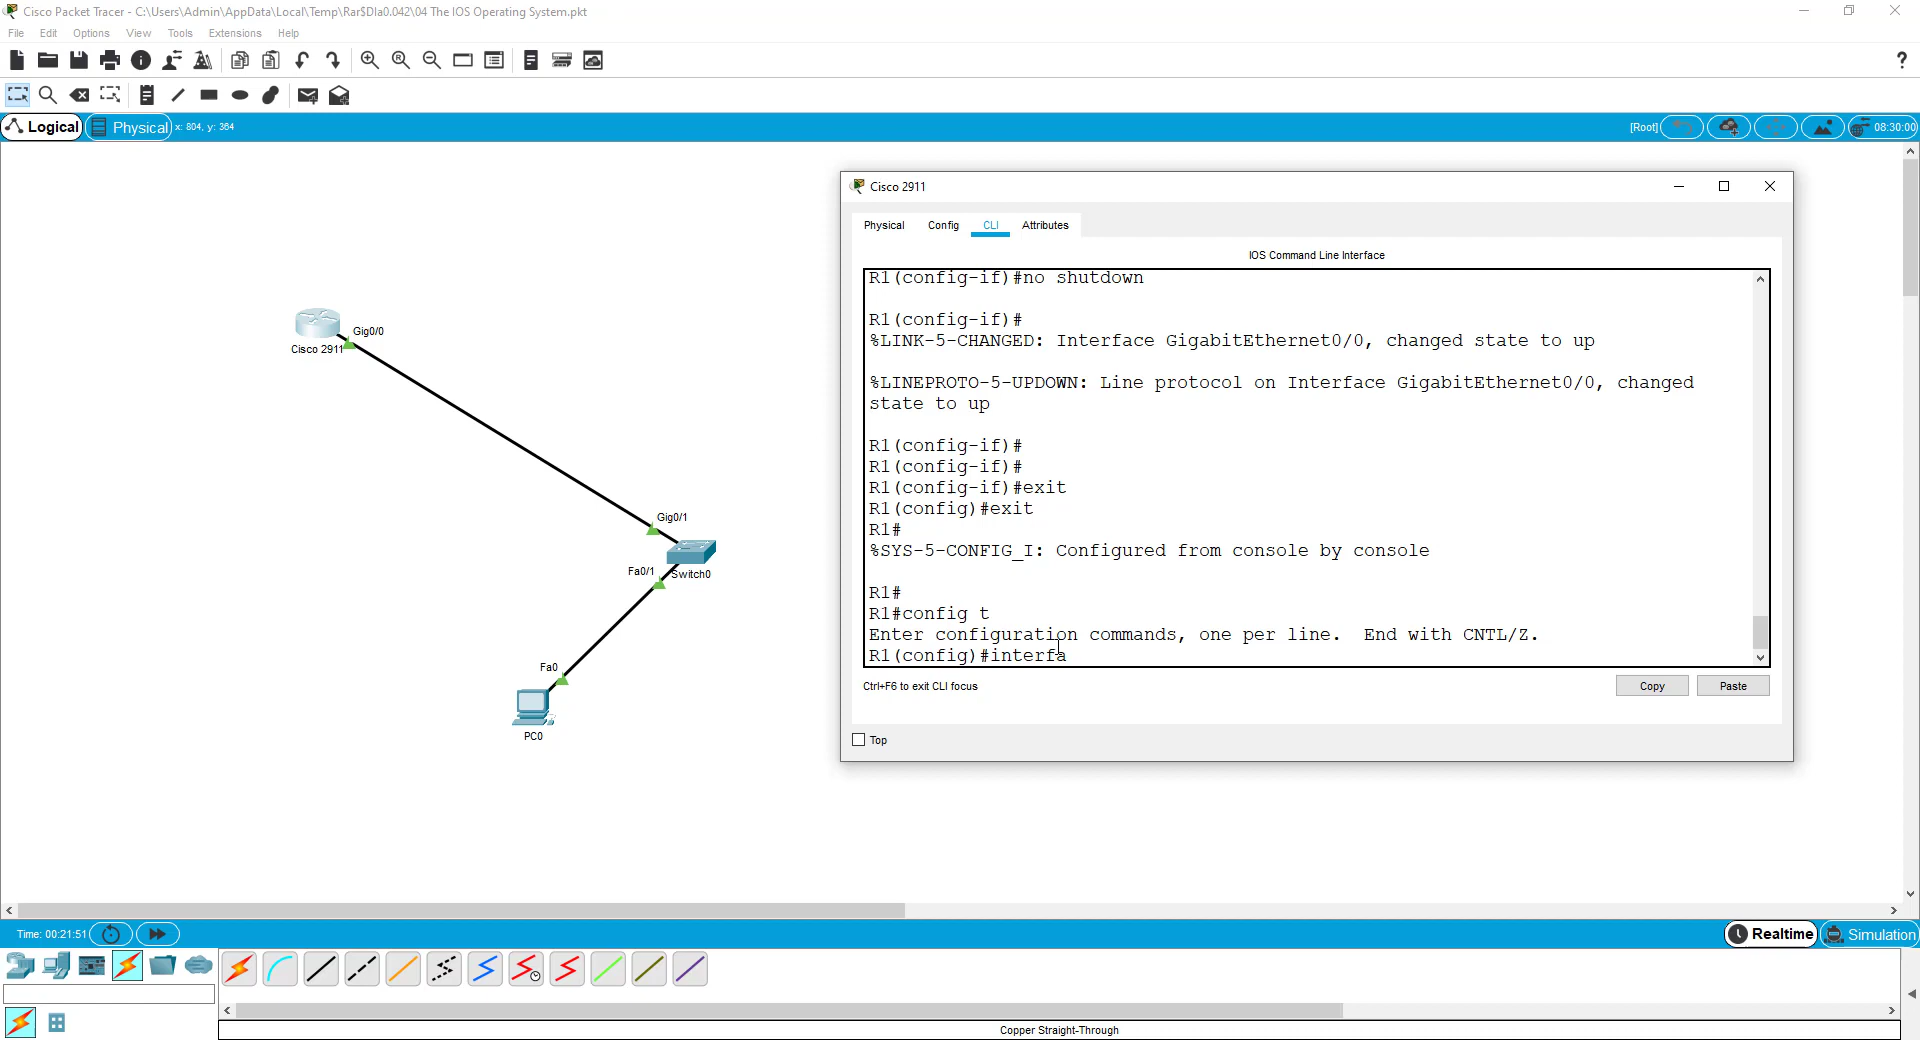 Cisco Packet Tracer - C:\Users\Admin\AppData\Local\Temp\Rar$DIa0.042\04 The IOS Operating System.pkt
File Edit Options View Tools Extensions Help
Logical Physical x: 804, y: 364 [Root] 08:30:00
Cisco 2911
Physical Config CLI Attributes
IOS Command Line Interface
R1(config-if)#no shutdown
R1(config-if)#
%LINK-5-CHANGED: Interface GigabitEthernet0/0, changed state to up
%LINEPROTO-5-UPDOWN: Line protocol on Interface GigabitEthernet0/0, changed
state to up
R1(config-if)#
R1(config-if)#
R1(config-if)#exit
R1(config)#exit
R1#
%SYS-5-CONFIG_I: Configured from console by console
R1#
R1#config t
Enter configuration commands, one per line.  End with CNTL/Z.
R1(config)#interfa
Ctrl+F6 to exit CLI focus
Copy Paste
Top
Gig0/0
Cisco 2911
Gig0/1
Fa0/1
Switch0
Fa0
PC0
Time: 00:21:51
Realtime Simulation
Copper Straight-Through